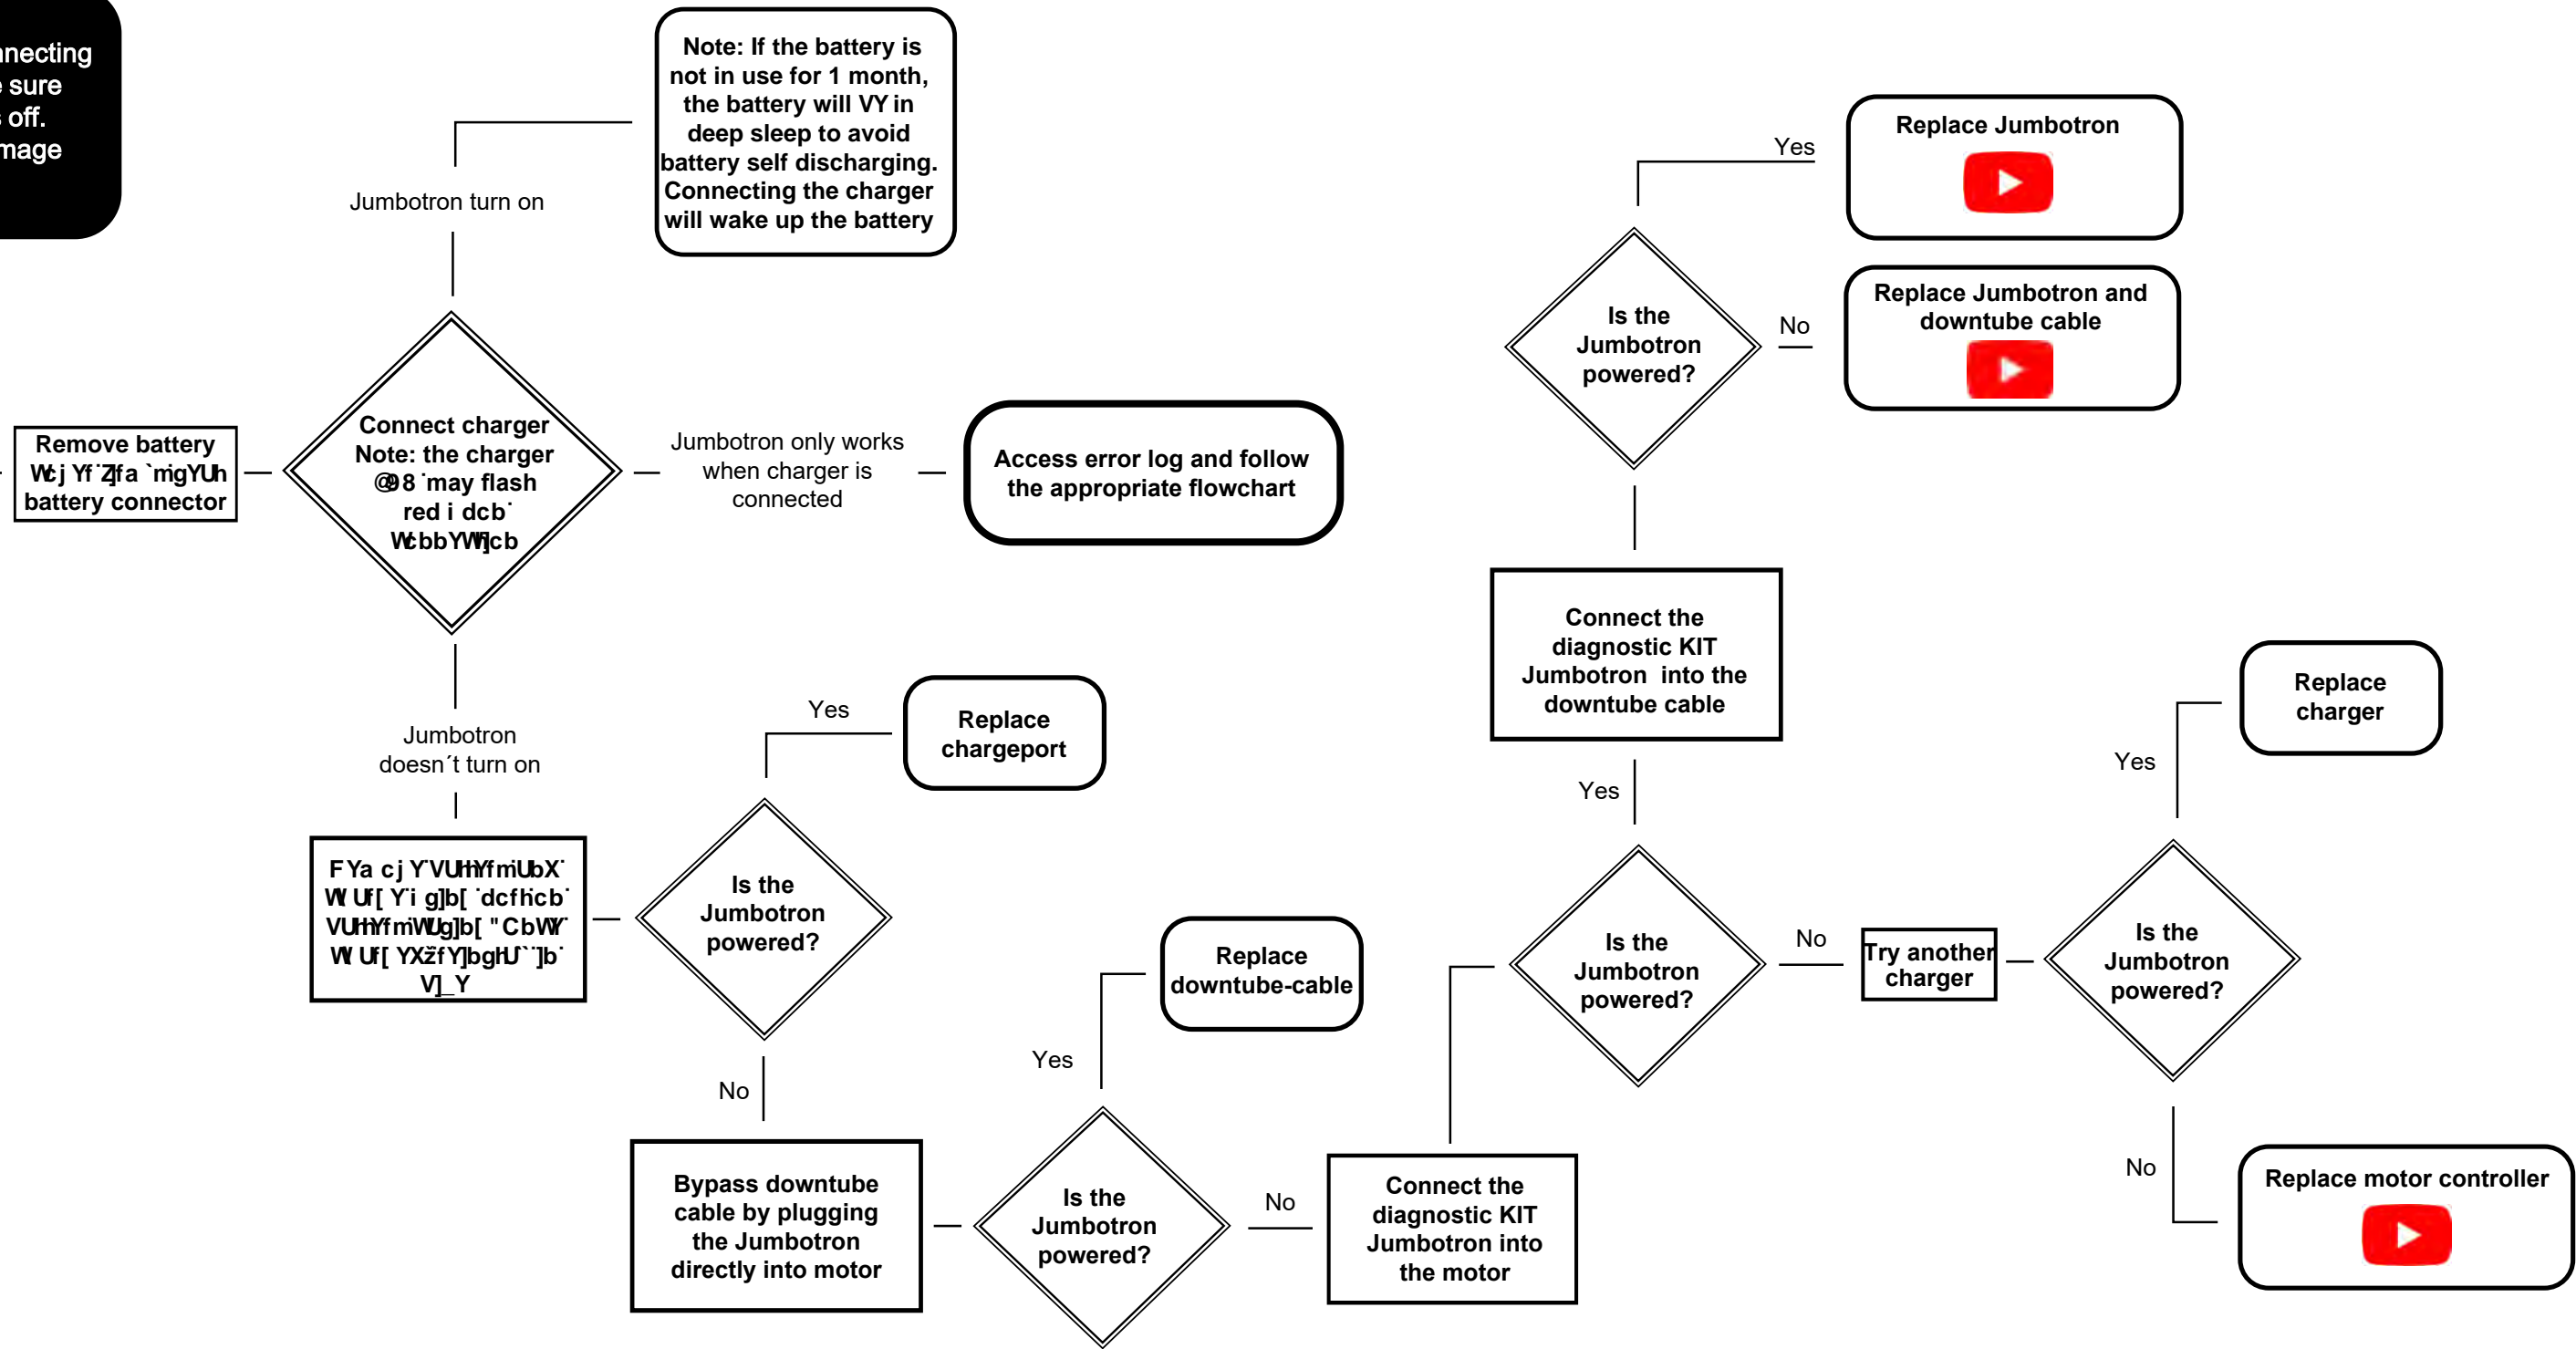 nnecting
e sure
s off.
mage
Note: If the battery is
not in use for 1 month,
the battery will VY in
deep sleep to avoid
battery self discharging.
Connecting the charger
will wake up the battery
Jumbotron turn on
Remove battery
battery connector
Connect charger
Note: the charger
may flash
red i dcb
Jumbotron only works
when charger is
connected
Access error log and follow
the appropriate flowchart
Jumbotron
doesn´t turn on
Yes
Replace
chargeport
Is the
Jumbotron
powered?
No
Bypass downtube
cable by plugging
the Jumbotron
directly into motor
Is the
Jumbotron
powered?
Yes
Replace
downtube-cable
No
Connect the
diagnostic KIT
Jumbotron into
the motor
Is the
Jumbotron
powered?
Yes
Connect the
diagnostic KIT
Jumbotron into the
downtube cable
Is the
Jumbotron
powered?
Yes
Replace Jumbotron
No
Replace Jumbotron and
downtube cable
No
Try another
charger
Is the
Jumbotron
powered?
Yes
Replace
charger
No
Replace motor controller